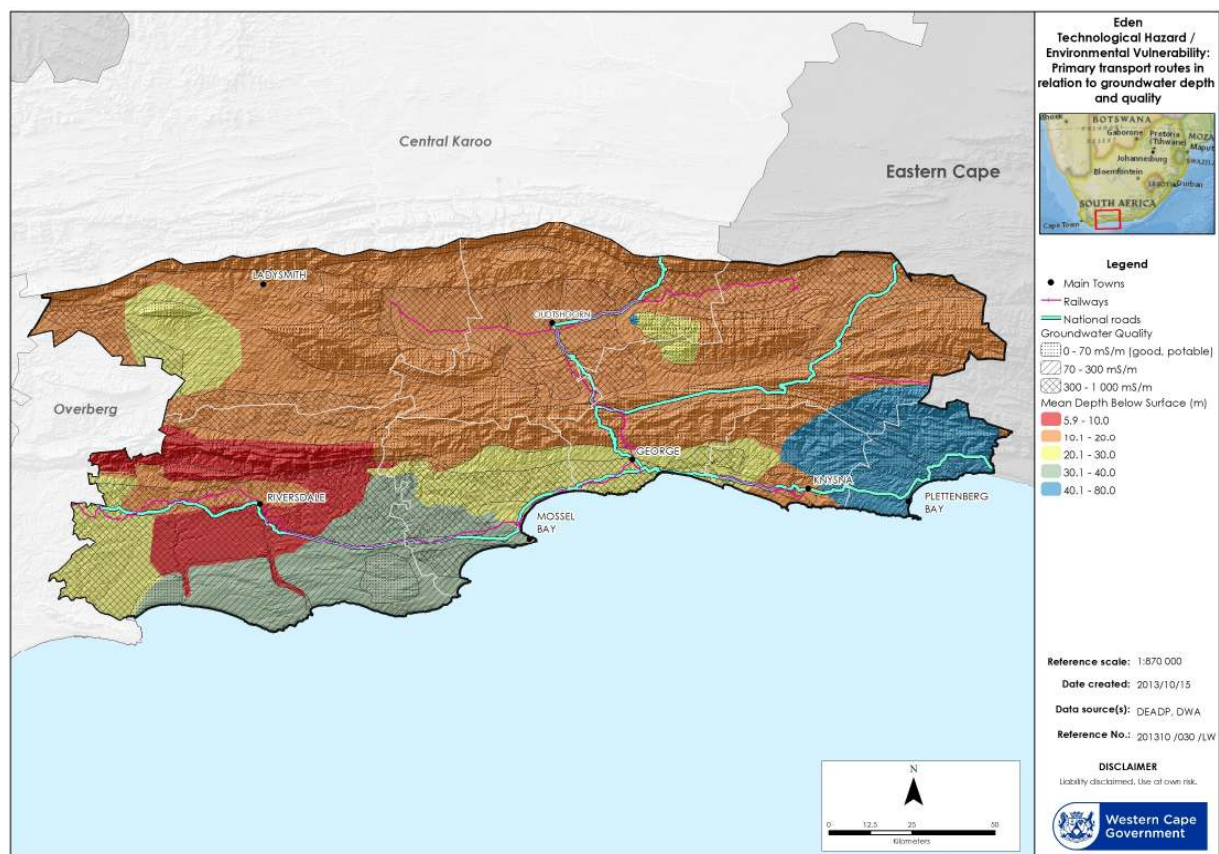 Eden
Technological Hazard /
Environmental Vulnerability:
Primary transport routes in
relation to groundwater depth
and quality
BOTSWANA
Gaborone
Pretoria
(Tshwane)
MOZA
Maput
Johannesburg
SWAZIL
Bloemfontein
LESOTHO
Durban
SOUTH AFRICA
Cape Town
Central Karoo
Eastern Cape
Overberg
LADYSMITH
OUDTSHOORN
GEORGE
KNYSNA
RIVERSDALE
MOSSEL
BAY
PLETTENBERG
BAY
Legend
Main Towns
Railways
National roads
Groundwater Quality
0 - 70 mS/m (good, potable)
70 - 300 mS/m
300 - 1 000 mS/m
Mean Depth Below Surface (m)
5.9 - 10.0
10.1 - 20.0
20.1 - 30.0
30.1 - 40.0
40.1 - 80.0
Reference scale: 1:870 000
Date created: 2013/10/15
Data source(s): DEADP, DWA
Reference No.: 201310 /030 /LW
DISCLAIMER
Liability disclaimed. Use at own risk.
Western Cape
Government
N
0 12.5 25 50
Kilometers